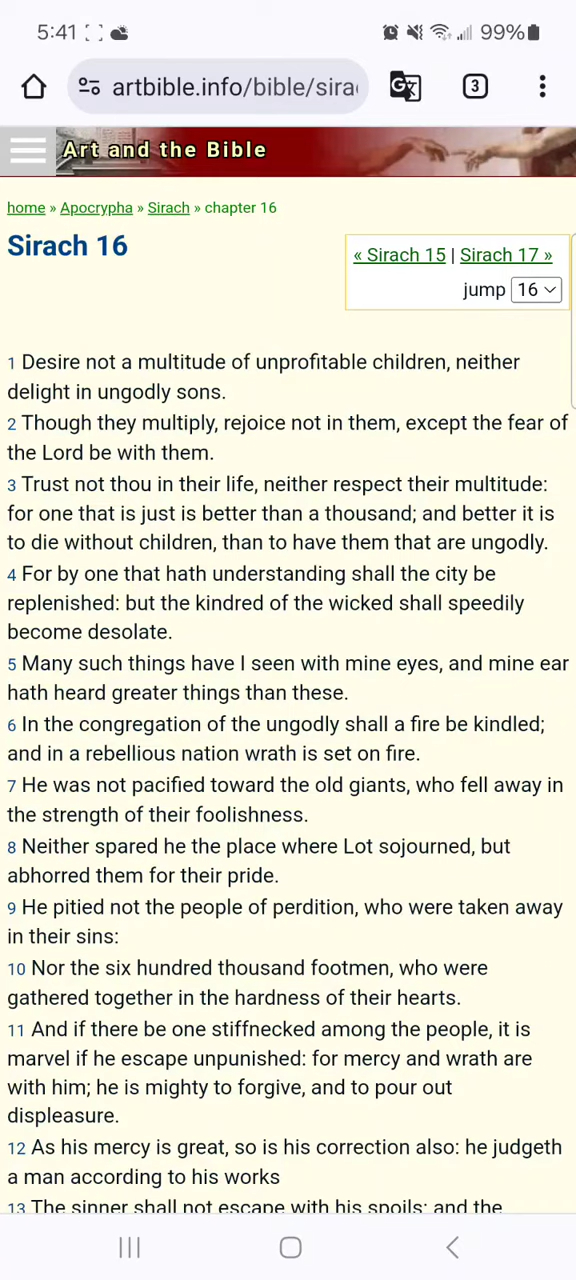 5:41
99%
artbible.info/bible/sira
3
Art and the Bible
home » Apocrypha » Sirach » chapter 16
Sirach 16
« Sirach 15 | Sirach 17 »
jump 16
1 Desire not a multitude of unprofitable children, neither
delight in ungodly sons.
2 Though they multiply, rejoice not in them, except the fear of
the Lord be with them.
3 Trust not thou in their life, neither respect their multitude:
for one that is just is better than a thousand; and better it is
to die without children, than to have them that are ungodly.
4 For by one that hath understanding shall the city be
replenished: but the kindred of the wicked shall speedily
become desolate.
5 Many such things have I seen with mine eyes, and mine ear
hath heard greater things than these.
6 In the congregation of the ungodly shall a fire be kindled;
and in a rebellious nation wrath is set on fire.
7 He was not pacified toward the old giants, who fell away in
the strength of their foolishness.
8 Neither spared he the place where Lot sojourned, but
abhorred them for their pride.
9 He pitied not the people of perdition, who were taken away
in their sins:
10 Nor the six hundred thousand footmen, who were
gathered together in the hardness of their hearts.
11 And if there be one stiffnecked among the people, it is
marvel if he escape unpunished: for mercy and wrath are
with him; he is mighty to forgive, and to pour out
displeasure.
12 As his mercy is great, so is his correction also: he judgeth
a man according to his works
13 The sinner shall not escape with his spoils: and the